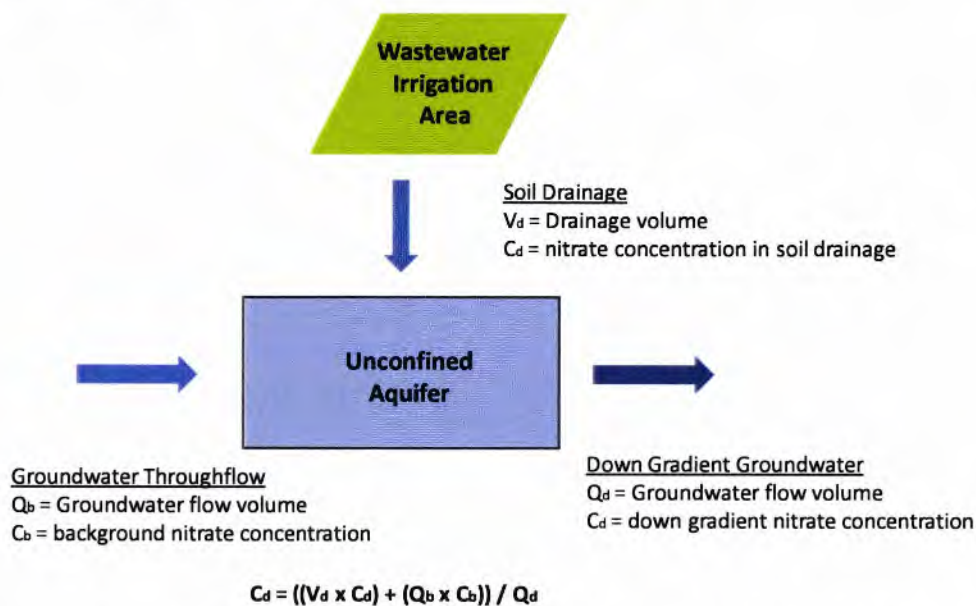 Wastewater
Irrigation
Area
Soil Drainage
Vd = Drainage volume
Cd = nitrate concentration in soil drainage
Unconfined
Aquifer
Groundwater Throughflow
Qb = Groundwater flow volume
Cb = background nitrate concentration
Down Gradient Groundwater
Qd = Groundwater flow volume
Cd = down gradient nitrate concentration
Cd = ((Vd x Cd) + (Qb x Cb)) / Qd